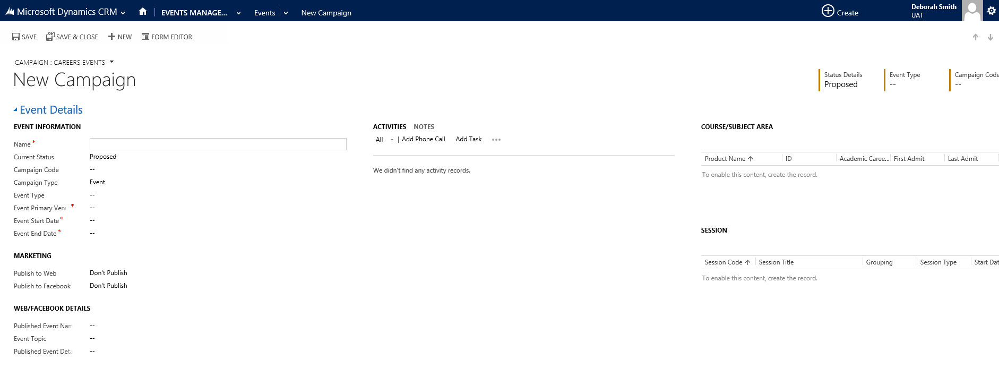 Microsoft Dynamics CRM EVENTS MANAGE... Events New Campaign Create Deborah Smith
UAT
SAVE SAVE & CLOSE NEW FORM EDITOR
CAMPAIGN : CAREERS EVENTS
New Campaign
Status Details Event Type Campaign Code
Proposed -- --
Event Details
EVENT INFORMATION
Name *
Current Status Proposed
Campaign Code --
Campaign Type Event
Event Type --
Event Primary Venu * --
Event Start Date * --
Event End Date * --
MARKETING
Publish to Web Don't Publish
Publish to Facebook Don't Publish
WEB/FACEBOOK DETAILS
Published Event Nam --
Event Topic --
Published Event Deta --
ACTIVITIES NOTES
All | Add Phone Call Add Task ...
We didn't find any activity records.
COURSE/SUBJECT AREA
Product Name ↑ ID Academic Caree... First Admit Last Admit
To enable this content, create the record.
SESSION
Session Code ↑ Session Title Grouping Session Type Start Dat
To enable this content, create the record.